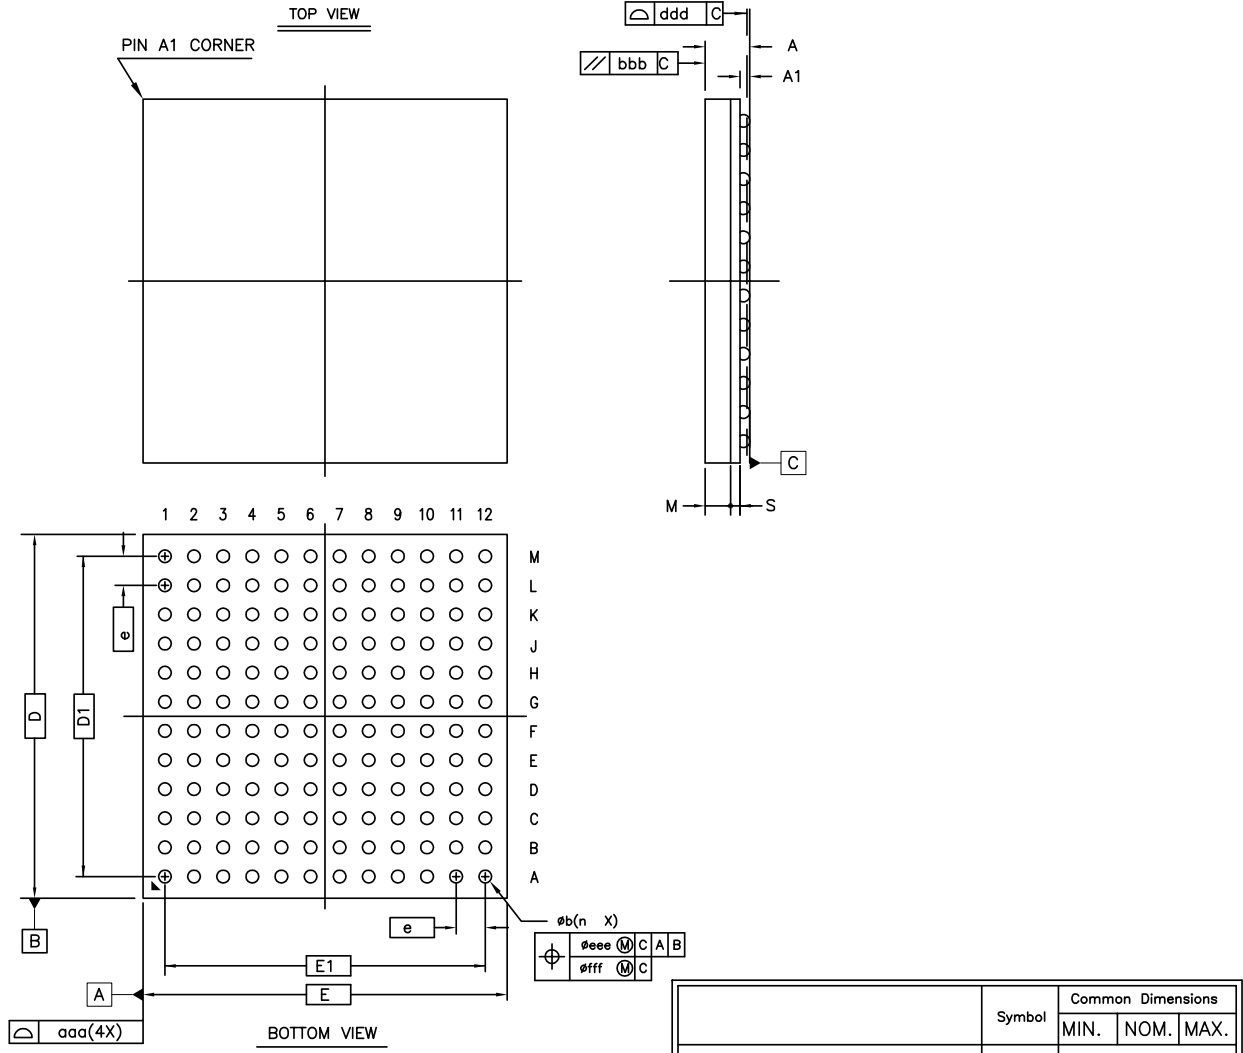 TOP VIEW
PIN A1 CORNER
ddd C
A
bbb C
A1
C
M S
1 2 3 4 5 6 7 8 9 10 11 12
M
L
K
J
H
G
F
E
D
C
B
A
e
D
D1
B
e
øb(n X)
øeee Ⓜ C A B
øfff Ⓜ C
E1
A
E
aaa(4X)
BOTTOM VIEW
Symbol
Common Dimensions
MIN. NOM. MAX.